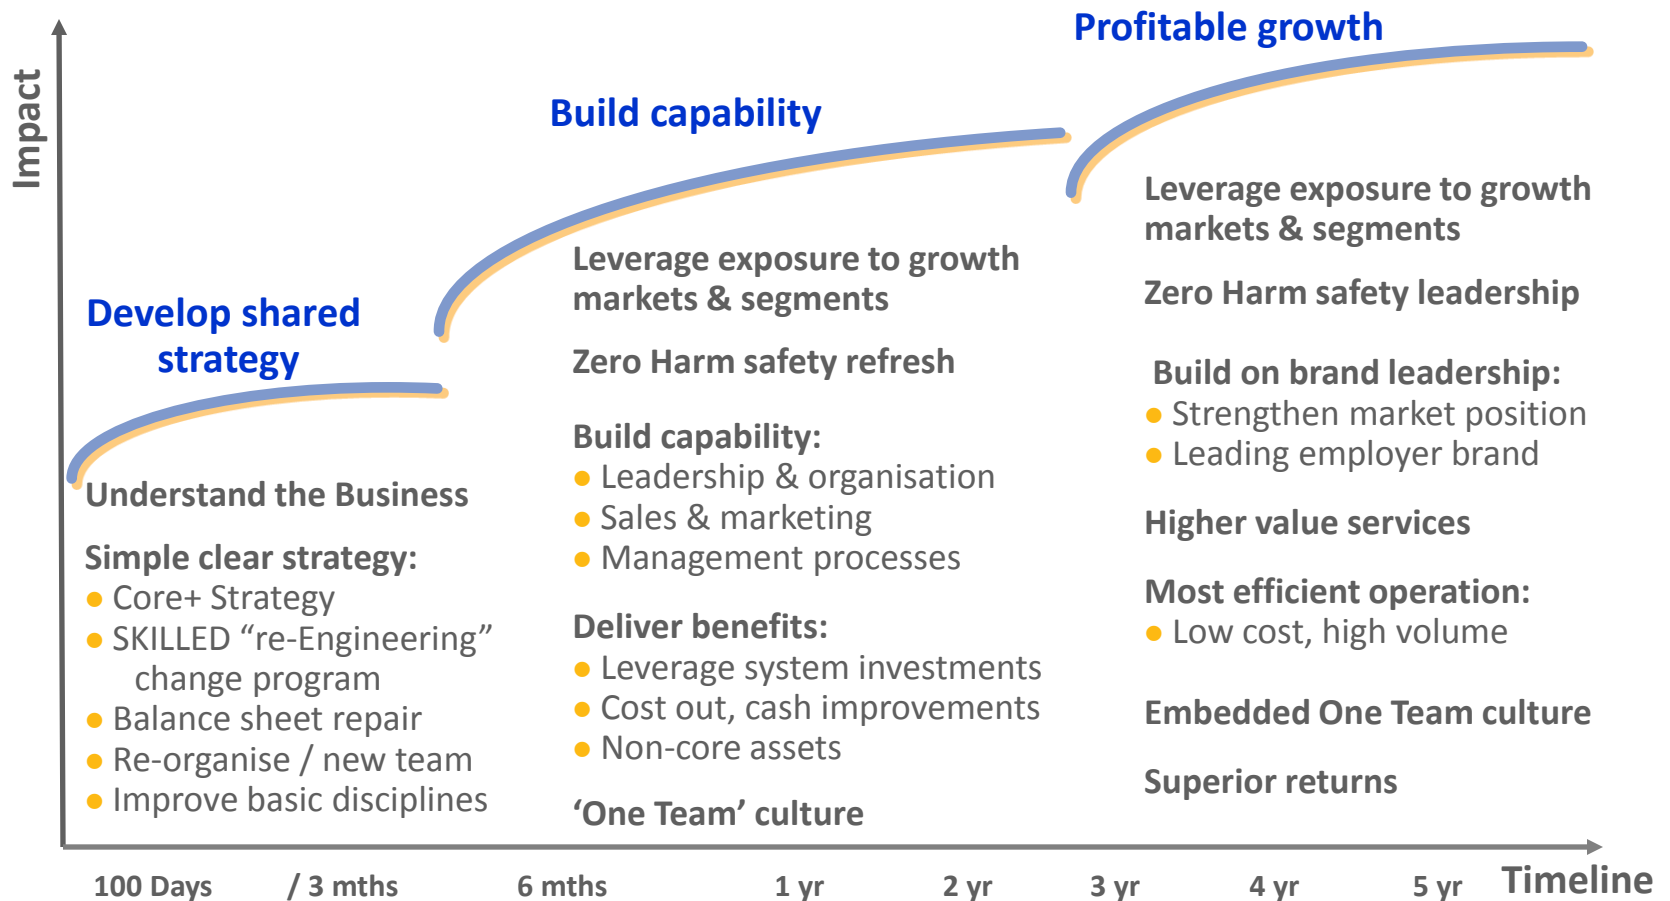 Impact
Develop shared
strategy
Understand the Business
Simple clear strategy:
● Core+ Strategy
● SKILLED “re-Engineering”
change program
● Balance sheet repair
● Re-organise / new team
● Improve basic disciplines
Build capability
Leverage exposure to growth
markets & segments
Zero Harm safety refresh
Build capability:
● Leadership & organisation
● Sales & marketing
● Management processes
Deliver benefits:
● Leverage system investments
● Cost out, cash improvements
● Non-core assets
‘One Team’ culture
Profitable growth
Leverage exposure to growth
markets & segments
Zero Harm safety leadership
Build on brand leadership:
● Strengthen market position
● Leading employer brand
Higher value services
Most efficient operation:
● Low cost, high volume
Embedded One Team culture
Superior returns
100 Days / 3 mths 6 mths 1 yr 2 yr 3 yr 4 yr 5 yr Timeline